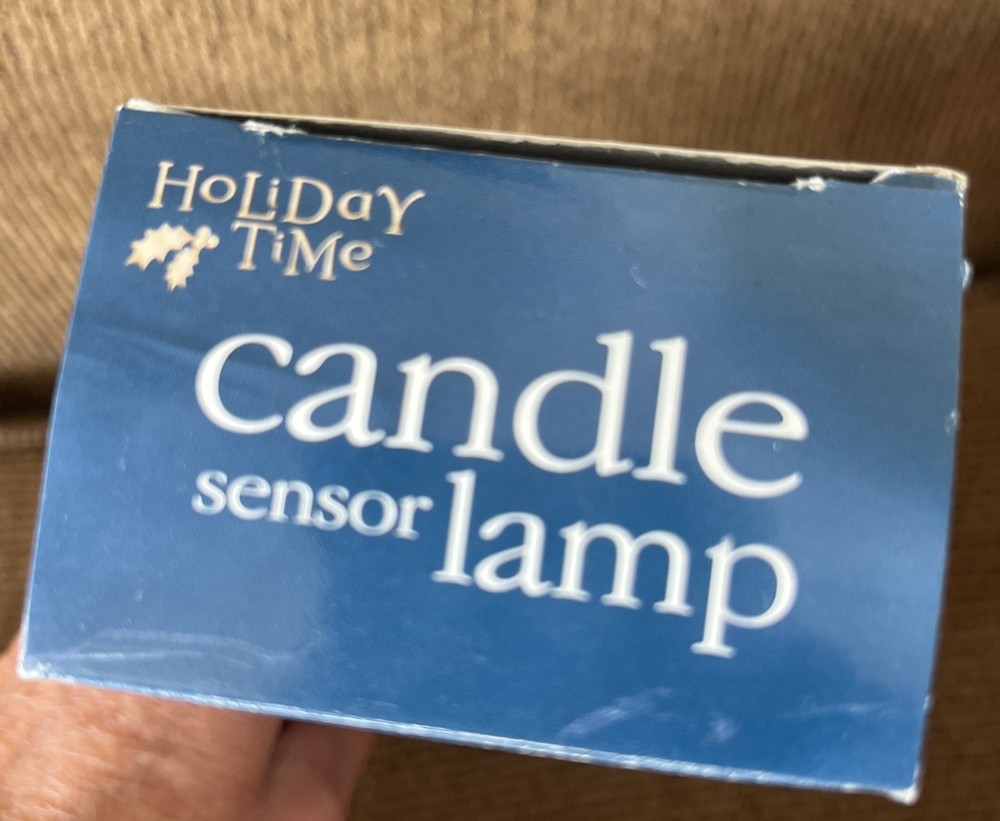 HoLiDaY
TiMe
candle
sensor lamp